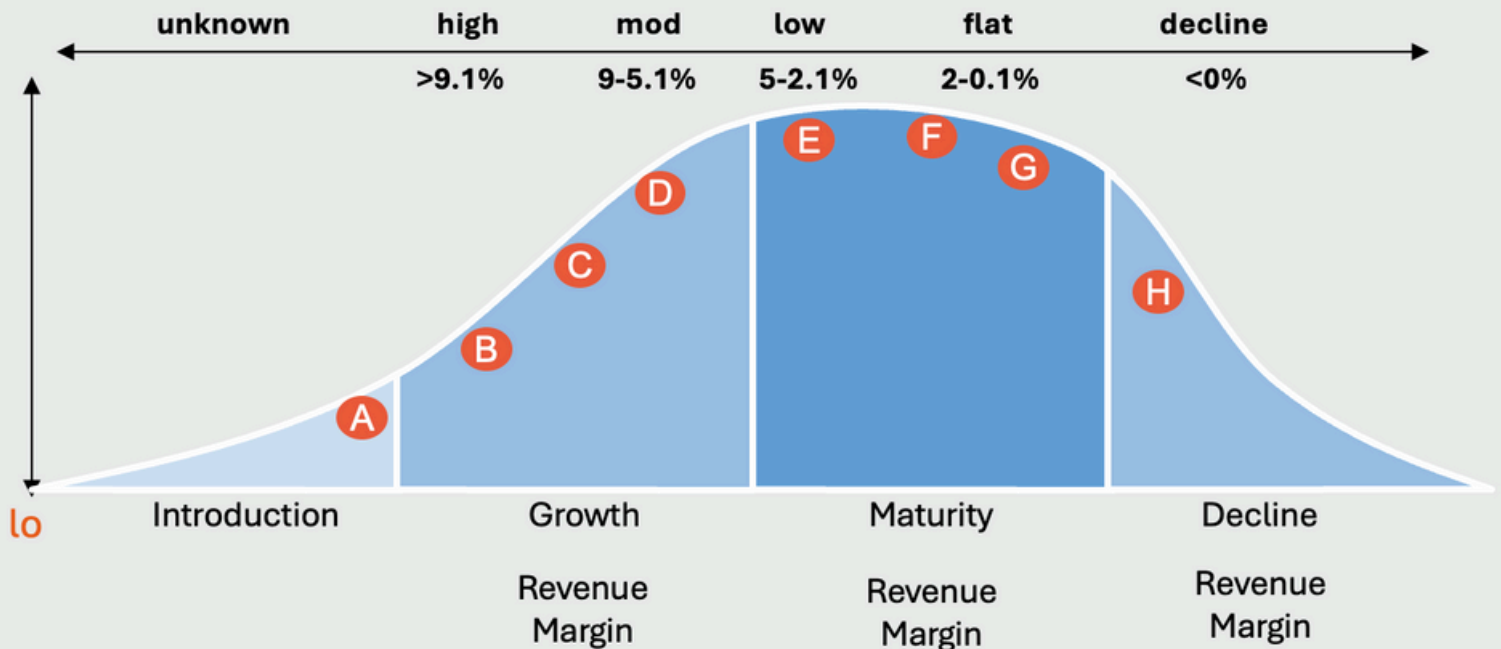 unknown high mod low flat decline
>9.1% 9-5.1% 5-2.1% 2-0.1% <0%
E F
G
D
C
H
B
A
lo Introduction Growth Maturity Decline
Revenue Revenue Revenue
Margin Margin Margin